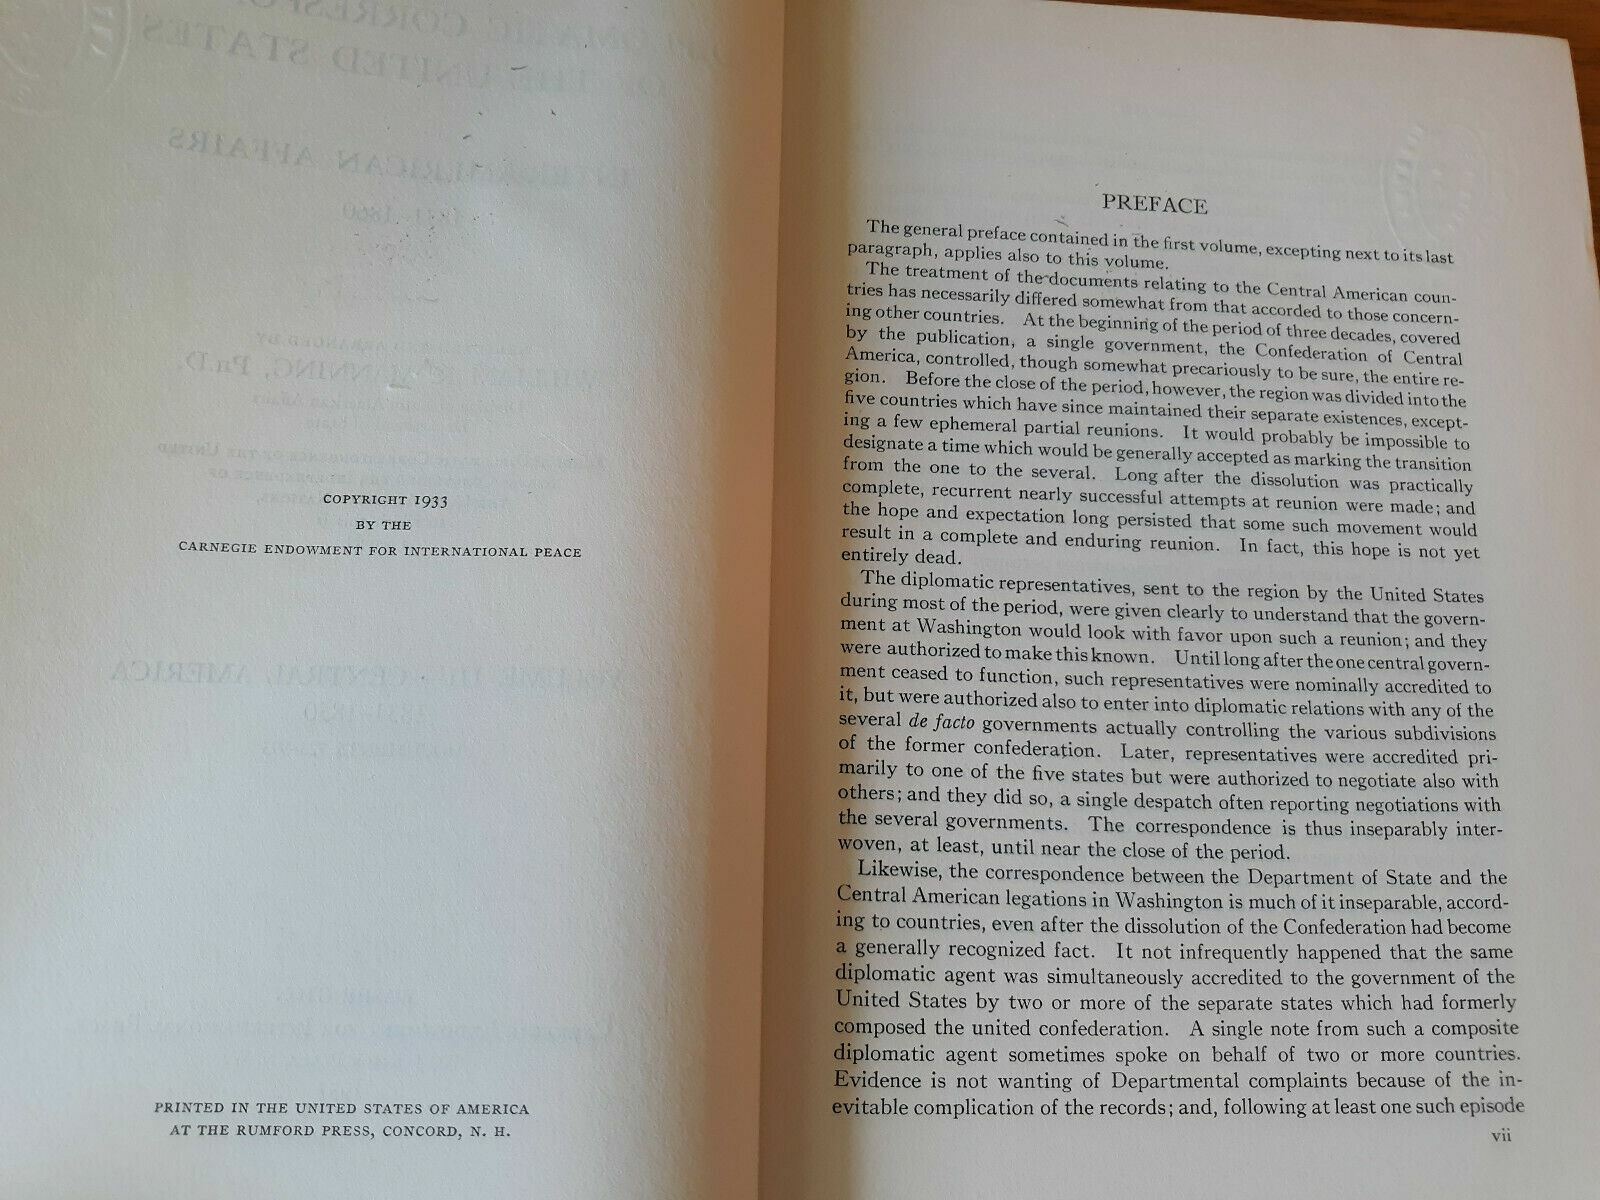 COPYRIGHT 1933
BY THE
CARNEGIE ENDOWMENT FOR INTERNATIONAL PEACE
PRINTED IN THE UNITED STATES OF AMERICA
AT THE RUMFORD PRESS, CONCORD, N. H.
PREFACE
The general preface contained in the first volume, excepting next to its last
paragraph, applies also to this volume.
The treatment of the documents relating to the Central American coun-
tries has necessarily differed somewhat from that accorded to those concern-
ing other countries. At the beginning of the period of three decades, covered
by the publication, a single government, the Confederation of Central
America, controlled, though somewhat precariously to be sure, the entire re-
gion. Before the close of the period, however, the region was divided into the
five countries which have since maintained their separate existences, except-
ing a few ephemeral partial reunions. It would probably be impossible to
designate a time which would be generally accepted as marking the transition
from the one to the several. Long after the dissolution was practically
complete, recurrent nearly successful attempts at reunion were made; and
the hope and expectation long persisted that some such movement would
result in a complete and enduring reunion. In fact, this hope is not yet
entirely dead.
The diplomatic representatives, sent to the region by the United States
during most of the period, were given clearly to understand that the govern-
ment at Washington would look with favor upon such a reunion; and they
were authorized to make this known. Until long after the one central govern-
ment ceased to function, such representatives were nominally accredited to
it, but were authorized also to enter into diplomatic relations with any of the
several de facto governments actually controlling the various subdivisions
of the former confederation. Later, representatives were accredited pri-
marily to one of the five states but were authorized to negotiate also with
others; and they did so, a single despatch often reporting negotiations with
the several governments. The correspondence is thus inseparably inter-
woven, at least, until near the close of the period.
Likewise, the correspondence between the Department of State and the
Central American legations in Washington is much of it inseparable, accord-
ing to countries, even after the dissolution of the Confederation had become
a generally recognized fact. It not infrequently happened that the same
diplomatic agent was simultaneously accredited to the government of the
United States by two or more of the separate states which had formerly
composed the united confederation. A single note from such a composite
diplomatic agent sometimes spoke on behalf of two or more countries.
Evidence is not wanting of Departmental complaints because of the in-
evitable complication of the records; and, following at least one such episode
vii